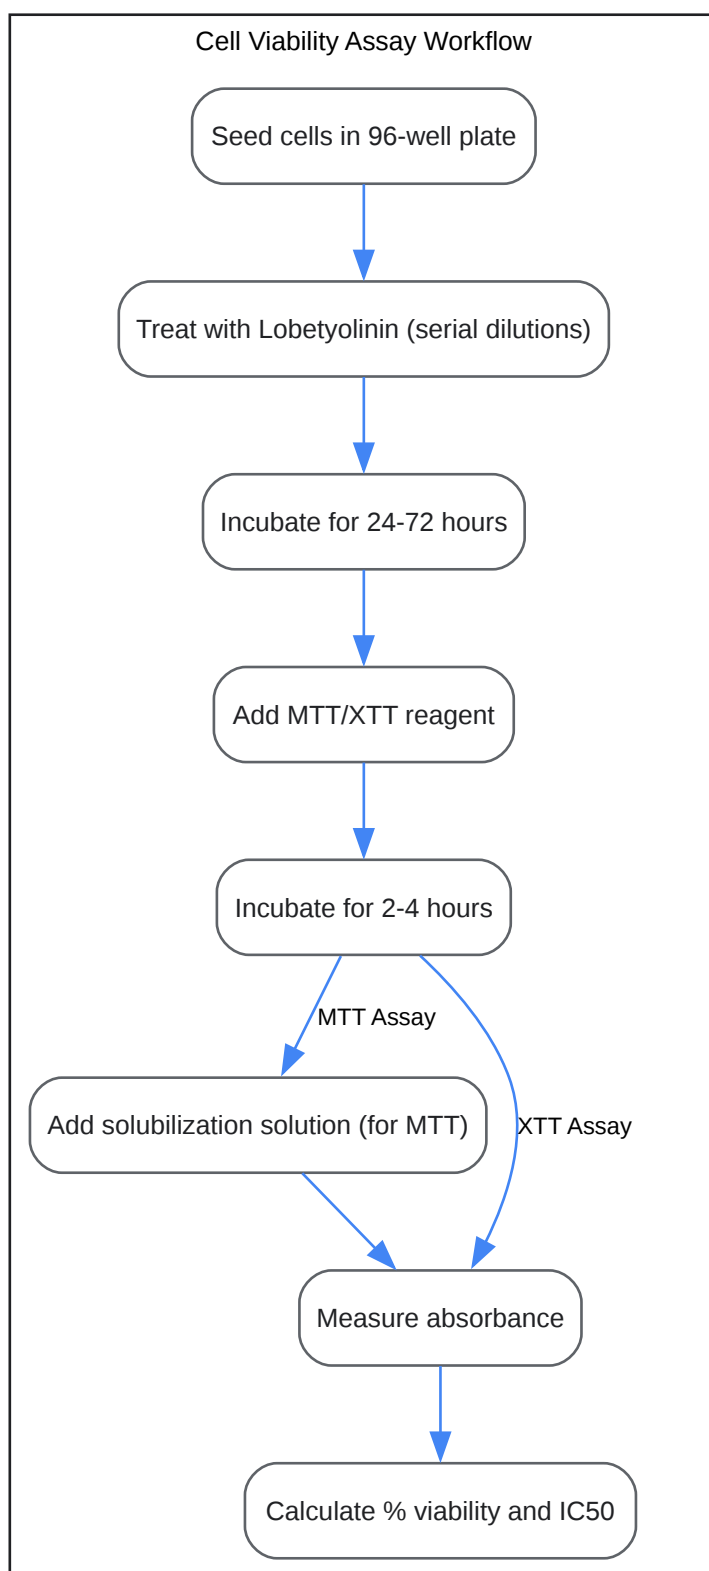 Cell Viability Assay Workflow
Seed cells in 96-well plate
Treat with Lobetyolinin (serial dilutions)
Incubate for 24-72 hours
Add MTT/XTT reagent
Incubate for 2-4 hours
MTT Assay
Add solubilization solution (for MTT)
XTT Assay
Measure absorbance
Calculate % viability and IC50